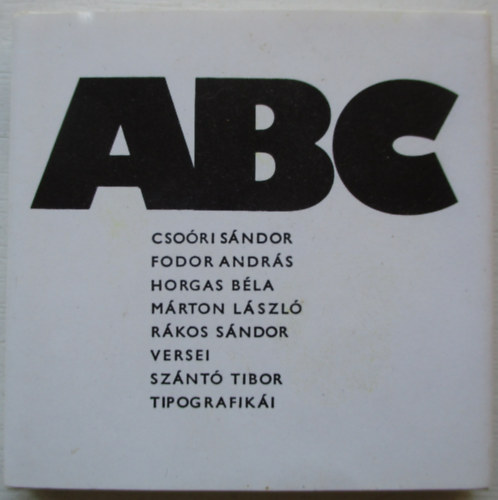 ABC
CSOÓRI SÁNDOR
FODOR ANDRÁS
HORGAS BÉLA
MÁRTON LÁSZLÓ
RÁKOS SÁNDOR
VERSEI
SZÁNTÓ TIBOR
TIPOGRAFIKÁI